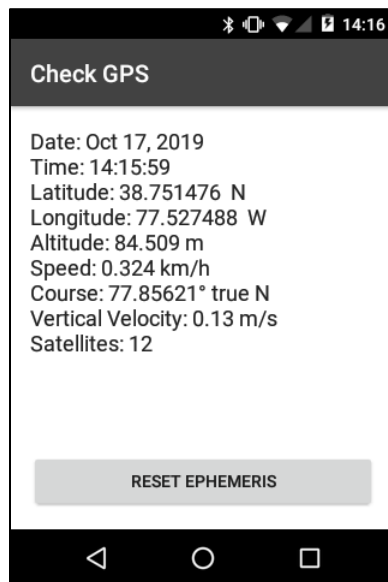 14:16
Check GPS
Date: Oct 17, 2019
Time: 14:15:59
Latitude: 38.751476 N
Longitude: 77.527488 W
Altitude: 84.509 m
Speed: 0.324 km/h
Course: 77.85621° true N
Vertical Velocity: 0.13 m/s
Satellites: 12
RESET EPHEMERIS